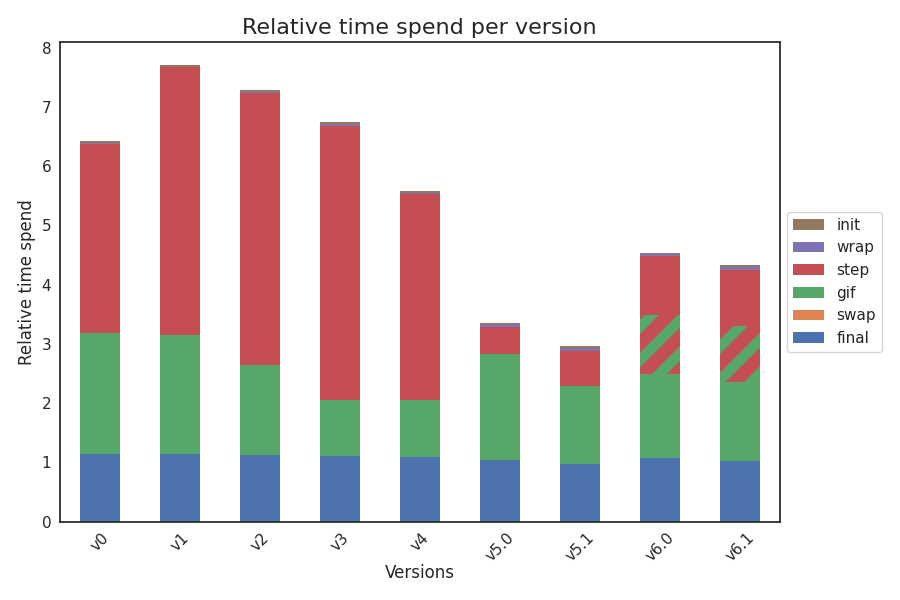 Relative time spend per version
8
7
6
5
4
3
2
1
0
Relative time spend
v0
v1
v2
v3
v4
v5.0
v5.1
v6.0
v6.1
Versions
init
wrap
step
gif
swap
final